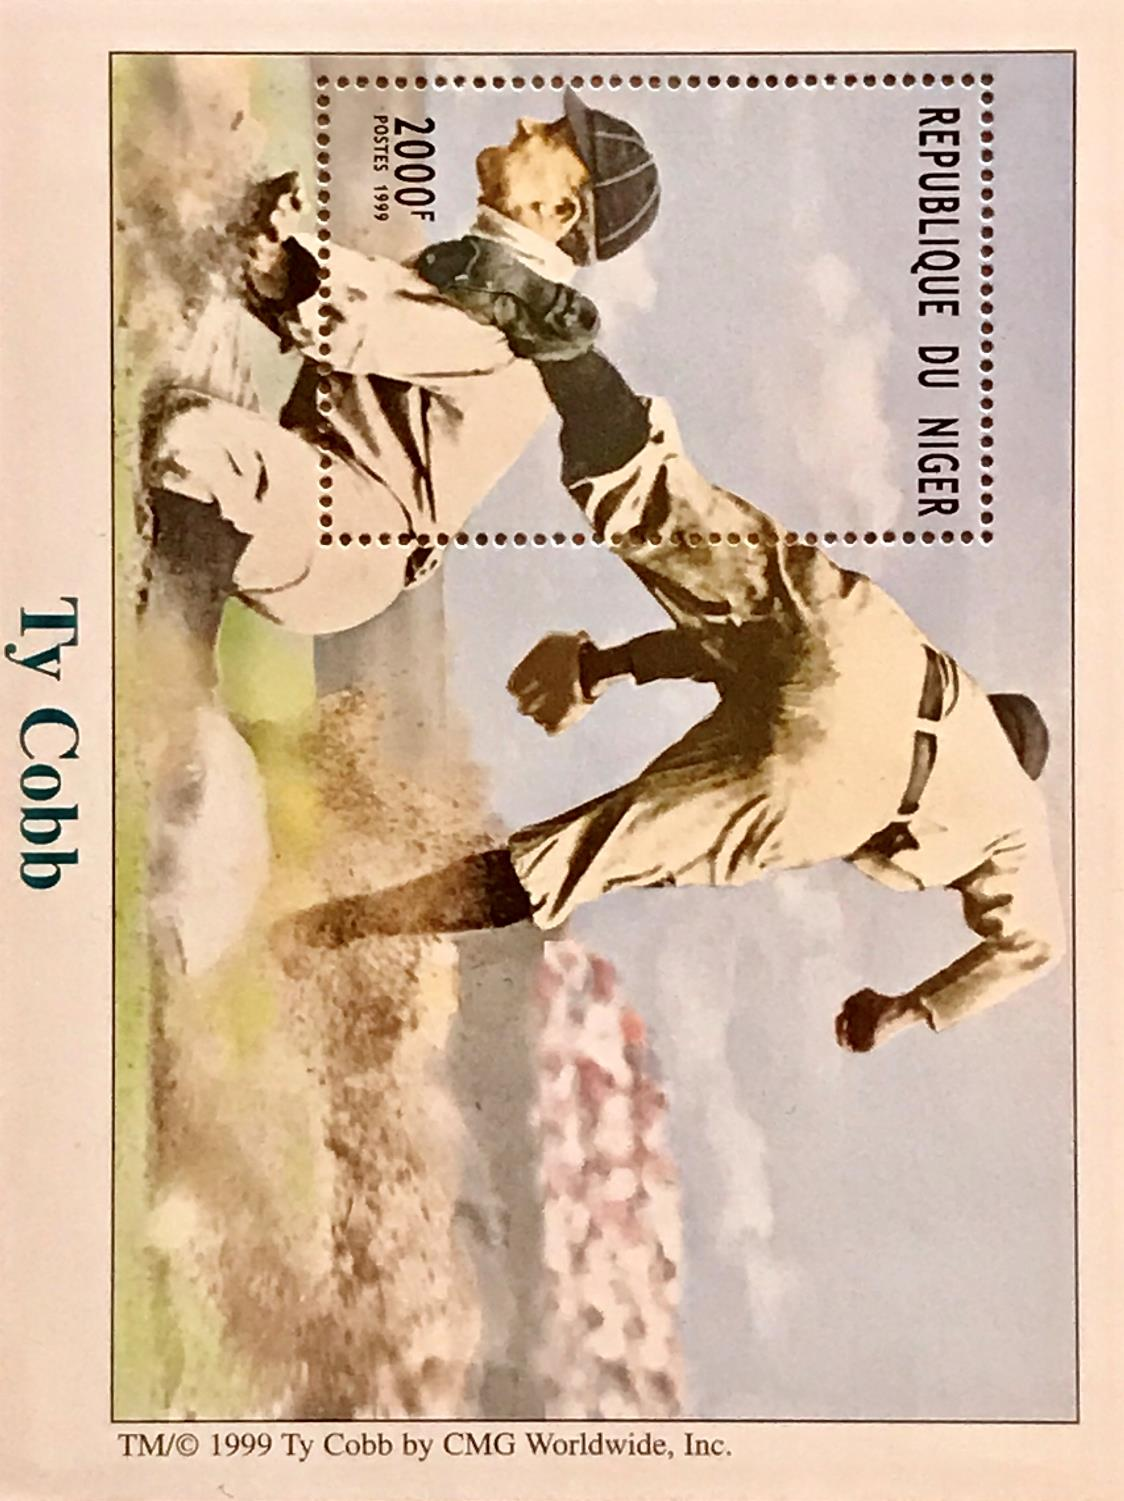 REPUBLIQUE DU NIGER
2000F
POSTES 1999
Ty Cobb
TM/© 1999 Ty Cobb by CMG Worldwide, Inc.